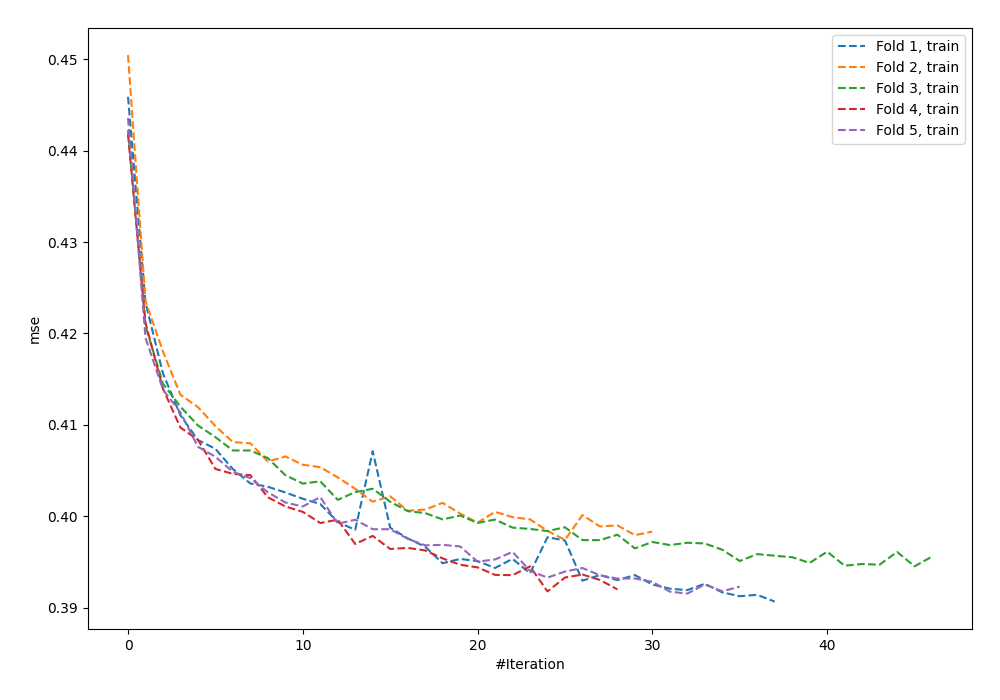 0.45
0.44
0.43
0.42
0.41
0.40
0.39
mse
0
10
20
30
40
#Iteration
Fold 1, train
Fold 2, train
Fold 3, train
Fold 4, train
Fold 5, train